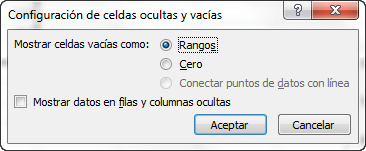 Configuración de celdas ocultas y vacías
Mostrar celdas vacías como: Rangos
Cero
Conectar puntos de datos con línea
Mostrar datos en filas y columnas ocultas
Aceptar Cancelar